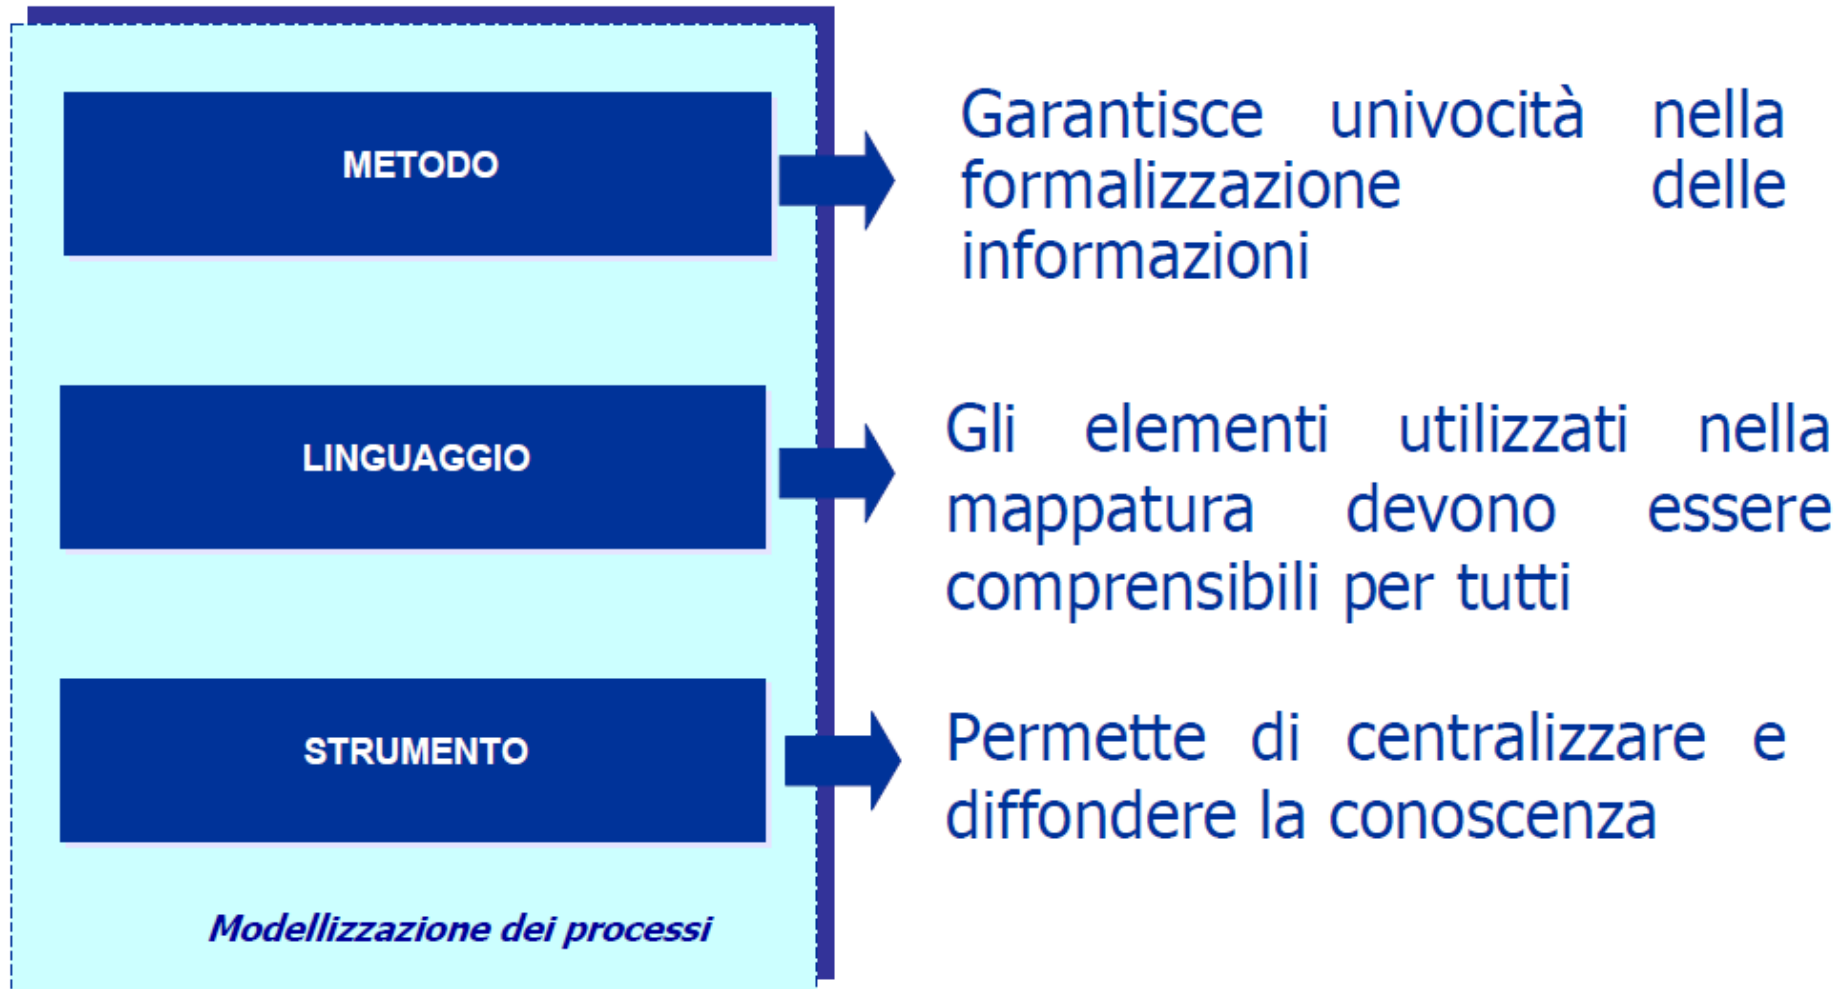 METODO
Garantisce univocità nella
formalizzazione delle
informazioni
LINGUAGGIO
Gli elementi utilizzati nella
mappatura devono essere
comprensibili per tutti
STRUMENTO
Permette di centralizzare e
diffondere la conoscenza
Modellizzazione dei processi